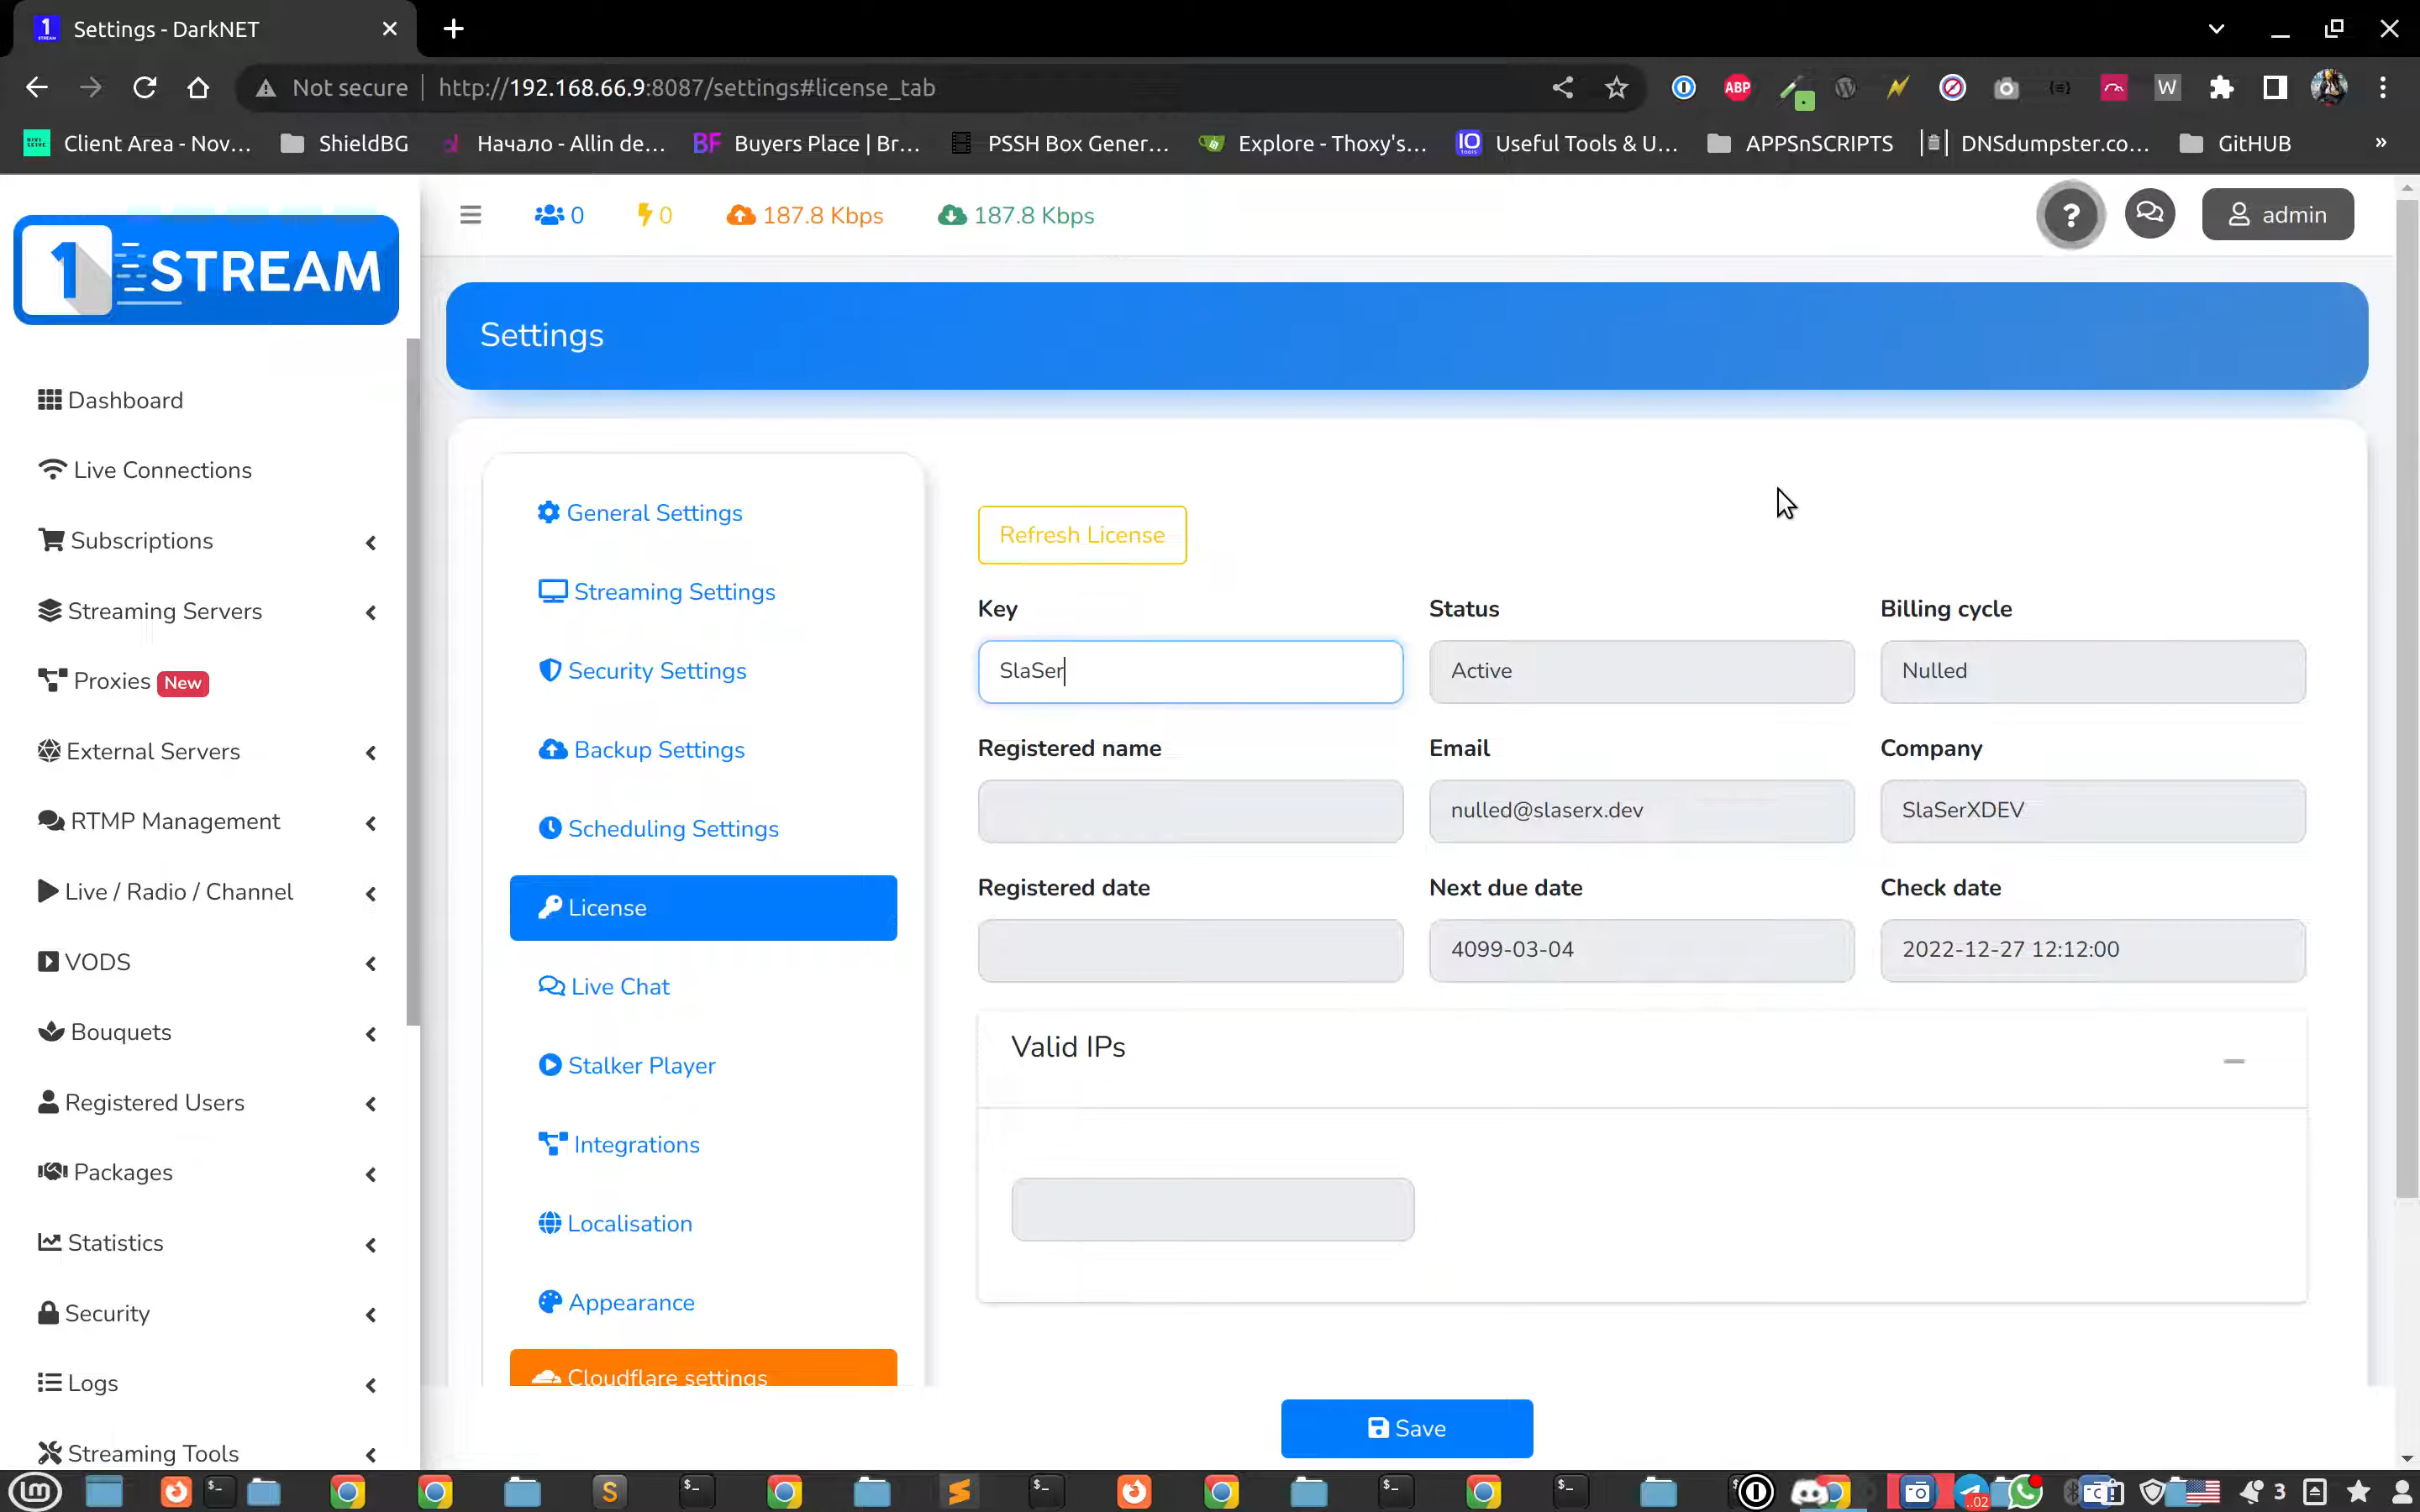 Settings - DarkNET
Not secure http://192.168.66.9:8087/settings#license_tab
ABP
W
Client Area - Nov...
ShieldBG
Начало - Allin de...
BF Buyers Place | Br...
PSSH Box Gener...
Explore - Thoxy's...
IO Useful Tools & U...
APPSnSCRIPTS
DNSdumpster.co...
GitHUB
»
1 STREAM
0
0
187.8 Kbps
187.8 Kbps
?
admin
Settings
Dashboard
Live Connections
Subscriptions
Streaming Servers
Proxies New
External Servers
RTMP Management
Live / Radio / Channel
VODS
Bouquets
Registered Users
Packages
Statistics
Security
Logs
Streaming Tools
General Settings
Streaming Settings
Security Settings
Backup Settings
Scheduling Settings
License
Live Chat
Stalker Player
Integrations
Localisation
Appearance
Cloudflare settings
Refresh License
Key
SlaSer
Status
Active
Billing cycle
Nulled
Registered name
Email
nulled@slaserx.dev
Company
SlaSerXDEV
Registered date
Next due date
4099-03-04
Check date
2022-12-27 12:12:00
Valid IPs
Save
3